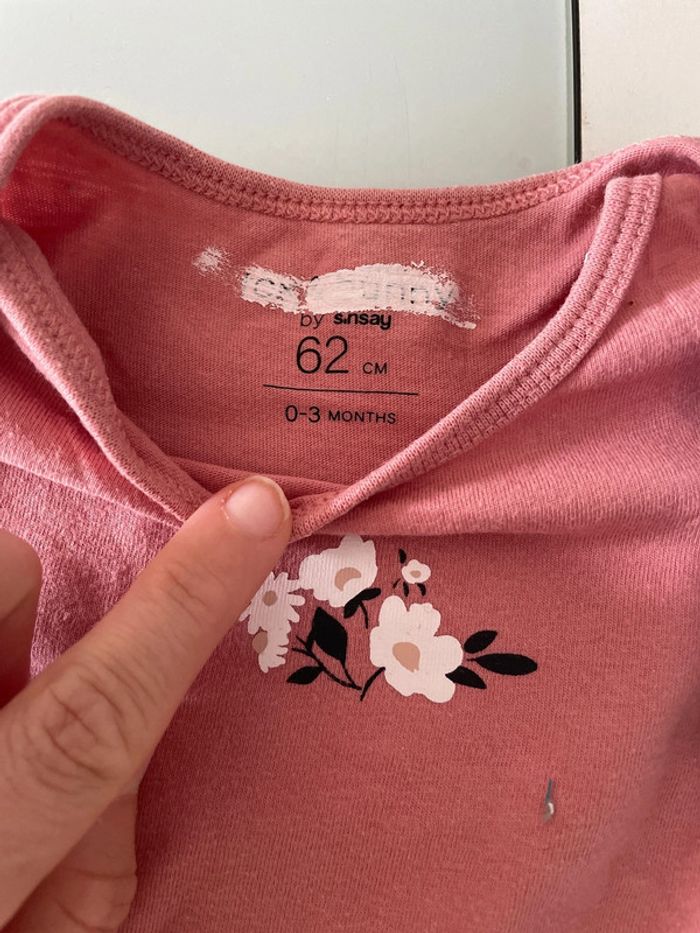 by sinsay
62 CM
0-3 MONTHS